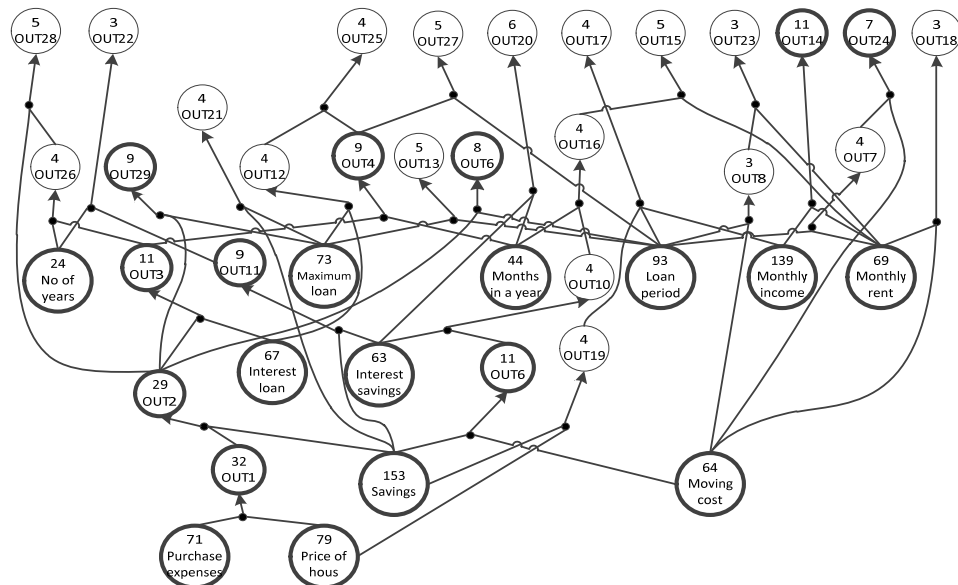 5
OUT28
3
OUT22
4
OUT25
5
OUT27
6
OUT20
4
OUT17
5
OUT15
3
OUT23
11
OUT14
7
OUT24
3
OUT18
4
OUT21
4
OUT26
9
OUT29
4
OUT12
9
OUT4
5
OUT13
8
OUT6
4
OUT16
3
OUT8
4
OUT7
24
No of
years
11
OUT3
9
OUT11
73
Maximum
loan
44
Months
in a year
4
OUT10
93
Loan
period
139
Monthly
income
69
Monthly
rent
67
Interest
loan
63
Interest
savings
11
OUT6
4
OUT19
29
OUT2
32
OUT1
153
Savings
64
Moving
cost
71
Purchase
expenses
79
Price of
hous